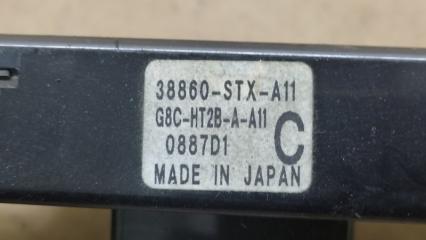 38860-STX-A11
G8C-HT2B-A-A11
0887D1 C
MADE IN JAPAN